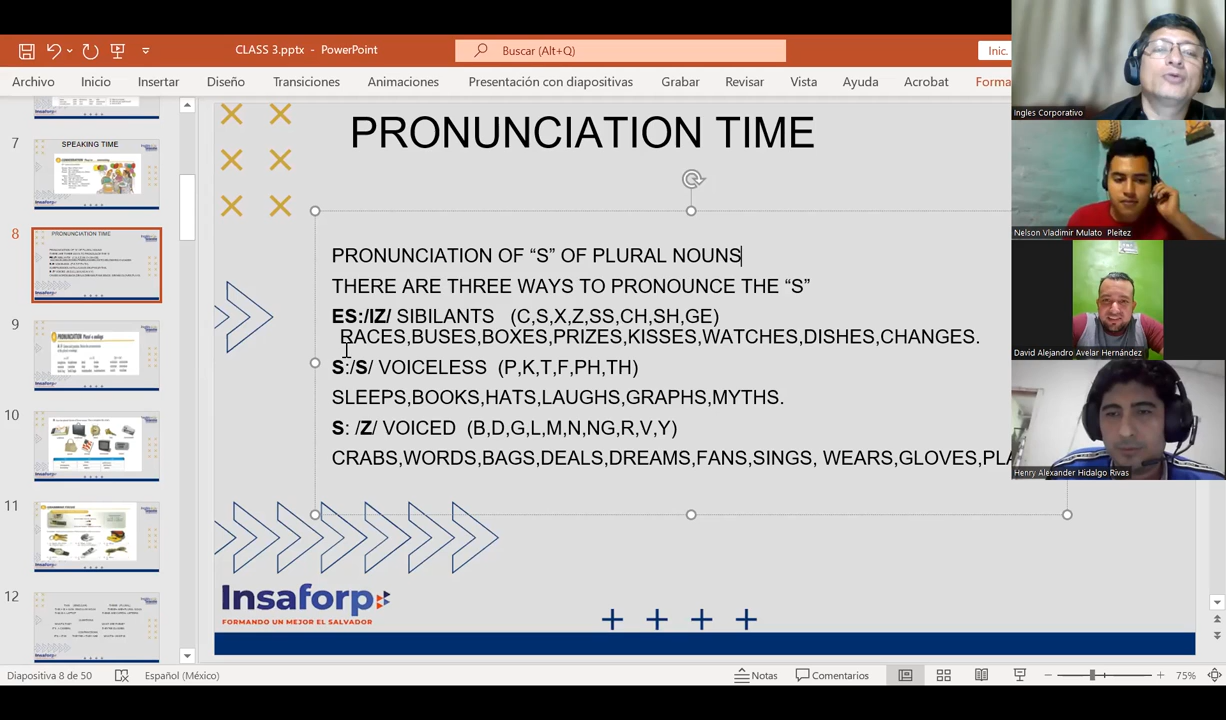 CLASS 3.pptx - PowerPoint
Buscar (Alt+Q)
Inic.
Archivo Inicio Insertar Diseño Transiciones Animaciones Presentación con diapositivas Grabar Revisar Vista Ayuda Acrobat Forma
7
SPEAKING TIME
8
PRONUNCIATION TIME
9
10
11
12
PRONUNCIATION TIME
PRONUNCIATION OF “S” OF PLURAL NOUNS
THERE ARE THREE WAYS TO PRONOUNCE THE “S”
ES:/IZ/ SIBILANTS (C,S,X,Z,SS,CH,SH,GE)
RACES,BUSES,BOXES,PRIZES,KISSES,WATCHES,DISHES,CHANGES.
S:/S/ VOICELESS (P,K,T,F,PH,TH)
SLEEPS,BOOKS,HATS,LAUGHS,GRAPHS,MYTHS.
S: /Z/ VOICED (B,D,G,L,M,N,NG,R,V,Y)
CRABS,WORDS,BAGS,DEALS,DREAMS,FANS,SINGS, WEARS,GLOVES,PLA
Insaforp
FORMANDO UN MEJOR EL SALVADOR
Ingles Corporativo
Nelson Vladimir Mulato Pleitez
David Alejandro Avelar Hernández
Henry Alexander Hidalgo Rivas
Diapositiva 8 de 50
Español (México)
Notas
Comentarios
75%